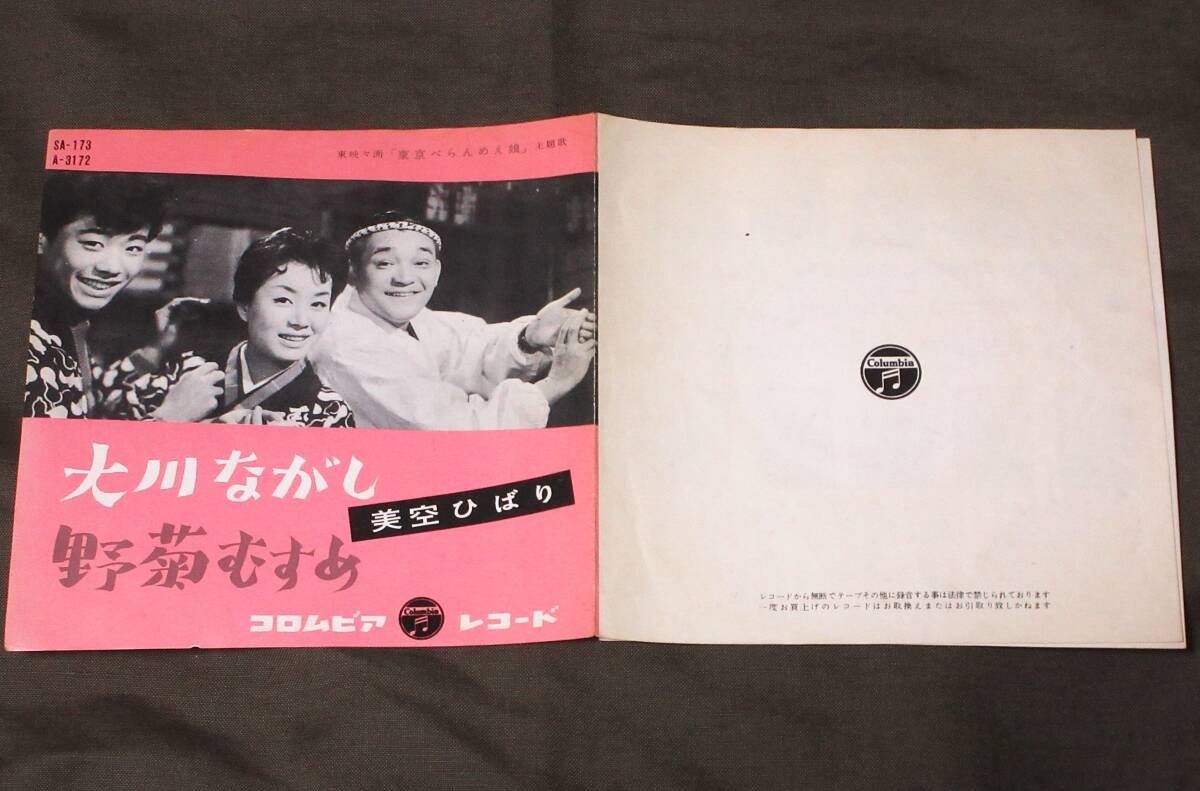 SA-173
A-3172
東映々画「東京べらんめえ娘」主題歌
大川ながし
美空ひばり
野菊むすめ
コロムビア Columbia レコード
Columbia
レコードから無断でテープその他に録音する事は法律で禁じられております
一度お買上げのレコードはお取換えまたはお引取り致しかねます